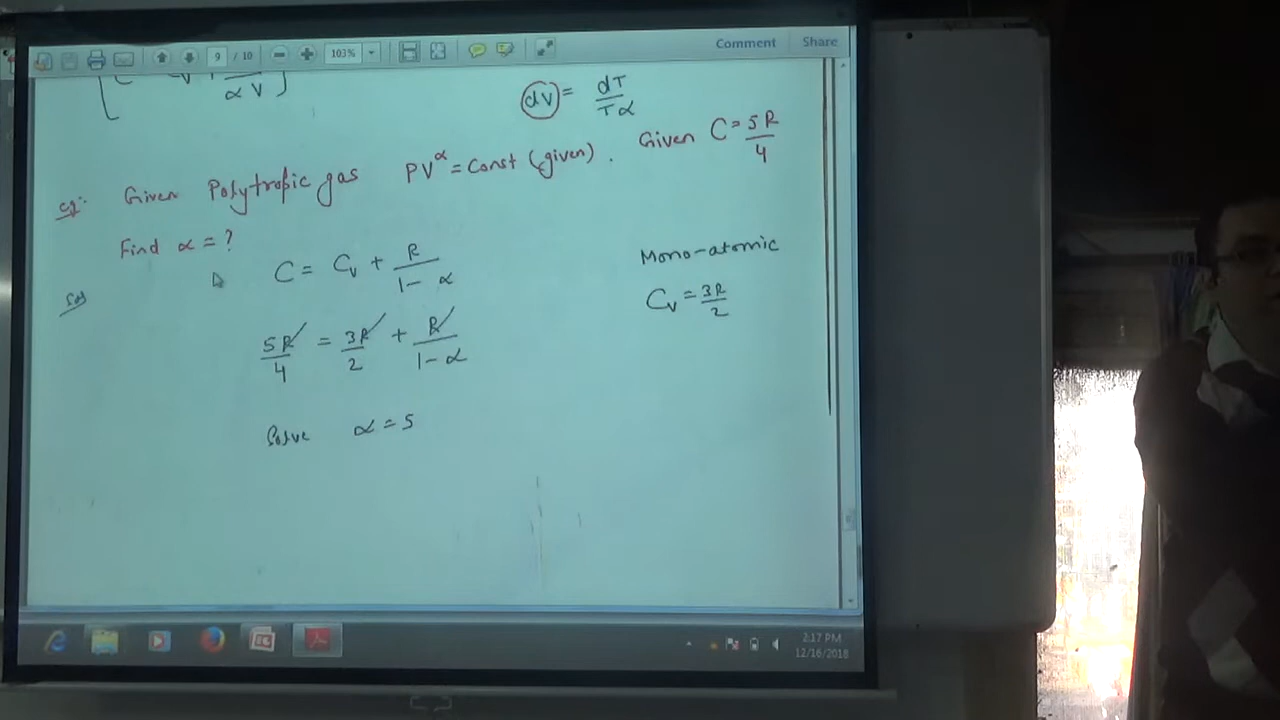 9 / 10 103% Comment Share
αV
dV = dT/Tα
eg:- Given Polytropic gas PV^α = Const (given). Given C = 5R/4
Find α = ?
Sol
C = Cv + R/(1 - α)
Mono-atomic
Cv = 3R/2
5R/4 = 3R/2 + R/(1 - α)
Solve α = 5
2:17 PM
12/16/2018